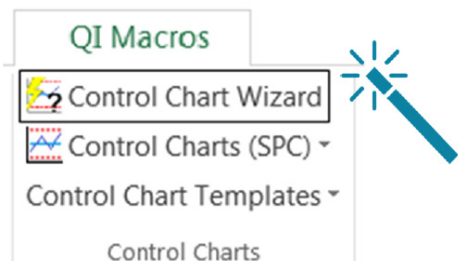 QI Macros
Control Chart Wizard
Control Charts (SPC)
Control Chart Templates
Control Charts